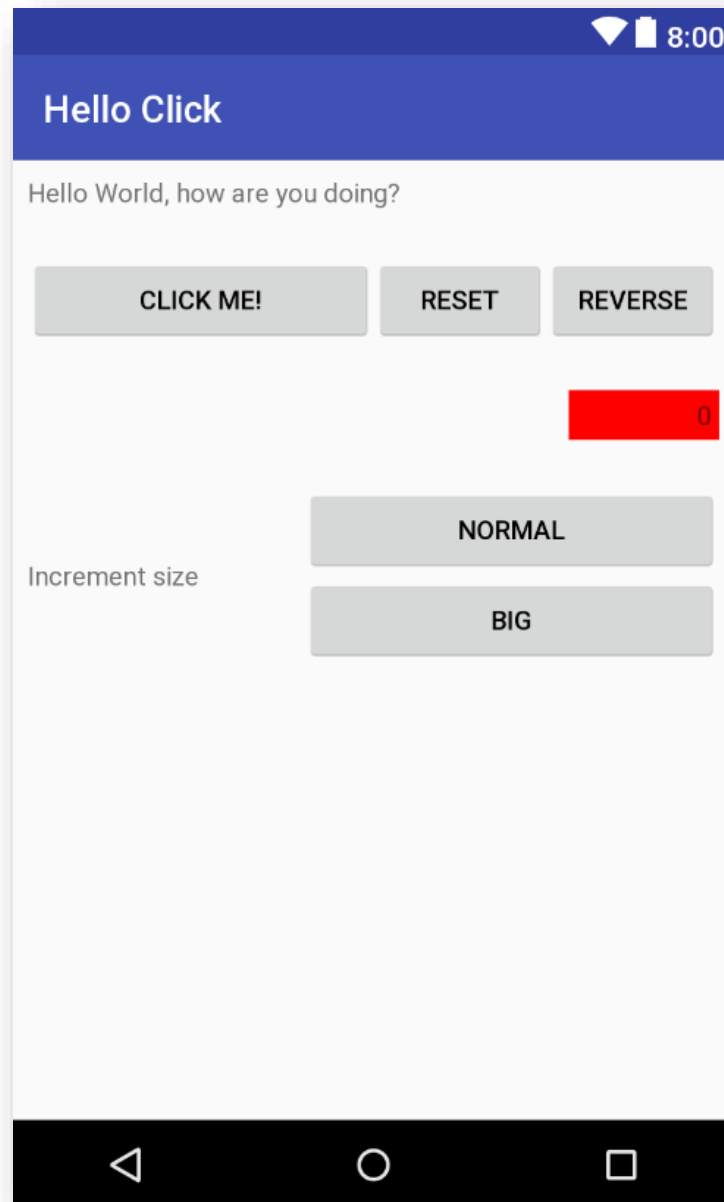 8:00
Hello Click
Hello World, how are you doing?
CLICK ME! RESET REVERSE
0
NORMAL
Increment size
BIG